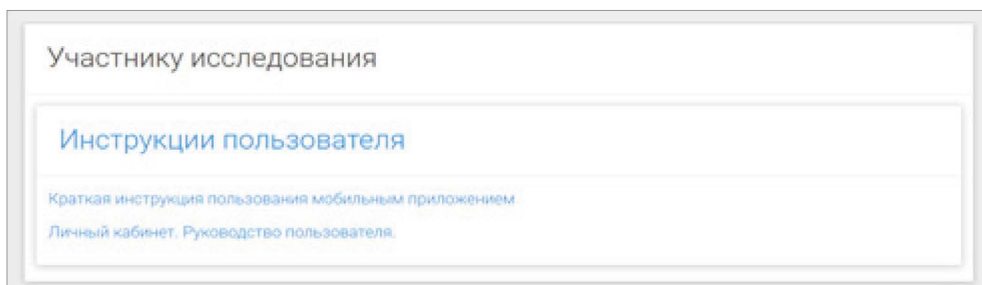 Участнику исследования
Инструкции пользователя
Краткая инструкция пользования мобильным приложением
Личный кабинет. Руководство пользователя.